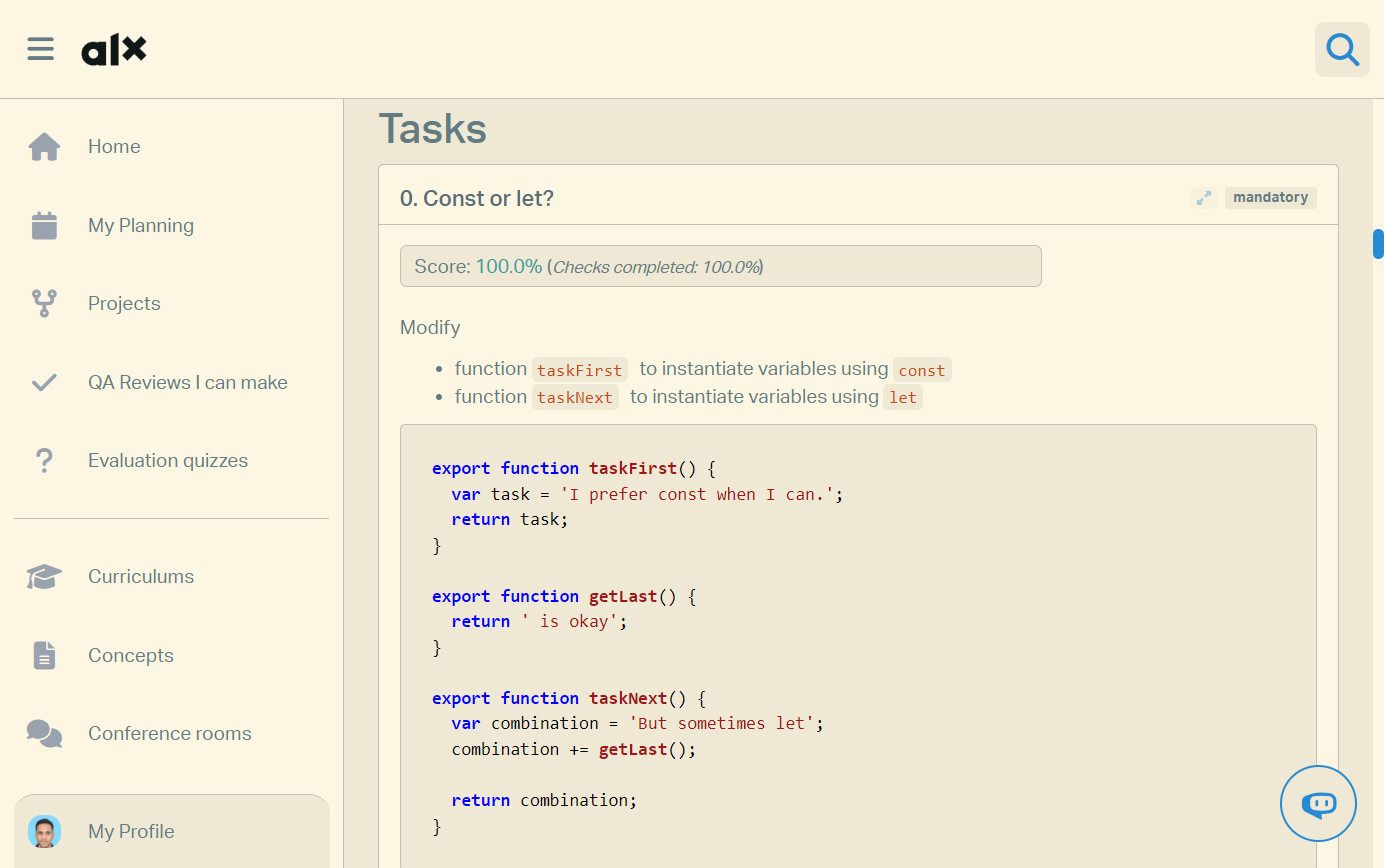 alx
Home
My Planning
Projects
QA Reviews I can make
Evaluation quizzes
Curriculums
Concepts
Conference rooms
My Profile
Tasks
0. Const or let?
mandatory
Score: 100.0% (Checks completed: 100.0%)
Modify
• function taskFirst to instantiate variables using const
• function taskNext to instantiate variables using let
export function taskFirst() {
  var task = 'I prefer const when I can.';
  return task;
}
export function getLast() {
  return ' is okay';
}
export function taskNext() {
  var combination = 'But sometimes let';
  combination += getLast();
  return combination;
}